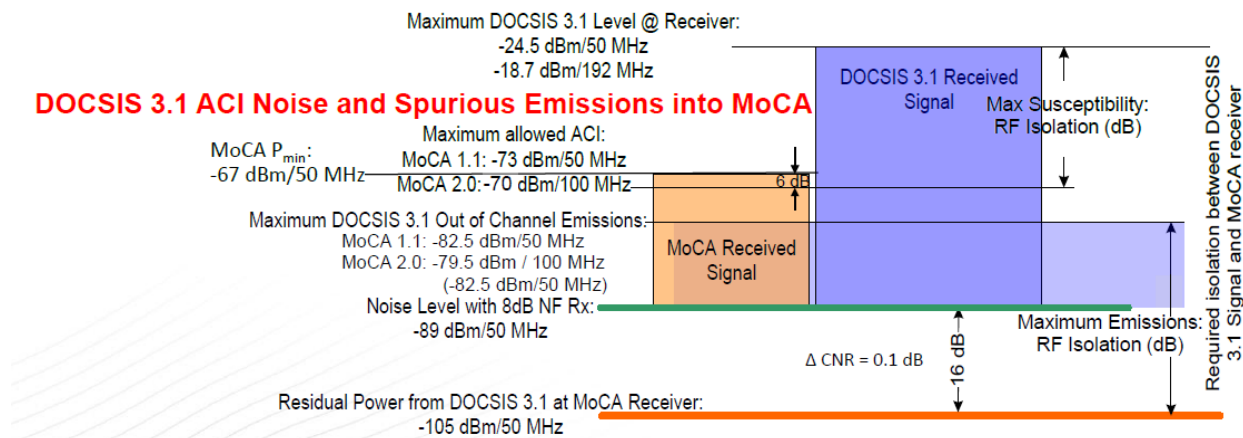 Maximum DOCSIS 3.1 Level @ Receiver:
-24.5 dBm/50 MHz
-18.7 dBm/192 MHz
DOCSIS 3.1 ACI Noise and Spurious Emissions into MoCA
DOCSIS 3.1 Received
Signal
Max Susceptibility:
RF Isolation (dB)
Maximum allowed ACI:
MoCA Pmin:
-67 dBm/50 MHz
MoCA 1.1: -73 dBm/50 MHz
MoCA 2.0: -70 dBm/100 MHz
6 dB
Maximum DOCSIS 3.1 Out of Channel Emissions:
MoCA 1.1: -82.5 dBm/50 MHz
MoCA 2.0: -79.5 dBm / 100 MHz
(-82.5 dBm/50 MHz)
MoCA Received
Signal
Noise Level with 8dB NF Rx:
-89 dBm/50 MHz
Maximum Emissions:
RF Isolation (dB)
16 dB
Δ CNR = 0.1 dB
Residual Power from DOCSIS 3.1 at MoCA Receiver:
-105 dBm/50 MHz
Required isolation between DOCSIS
3.1 Signal and MoCA receiver